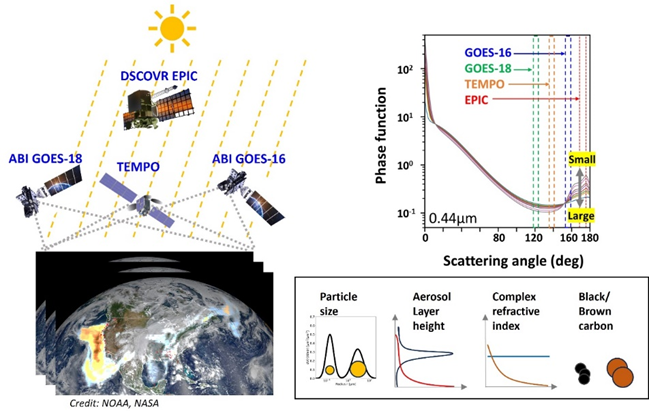 DSCOVR EPIC
ABI GOES-18
TEMPO
ABI GOES-16
Credit: NOAA, NASA
Phase function
10²
10¹
10⁰
10⁻¹
GOES-16
GOES-18
TEMPO
EPIC
Small
Large
0.44µm
0 40 80 120 160 180
Scattering angle (deg)
Particle
size
Aerosol
Layer
height
Complex
refractive
index
Black/
Brown
carbon